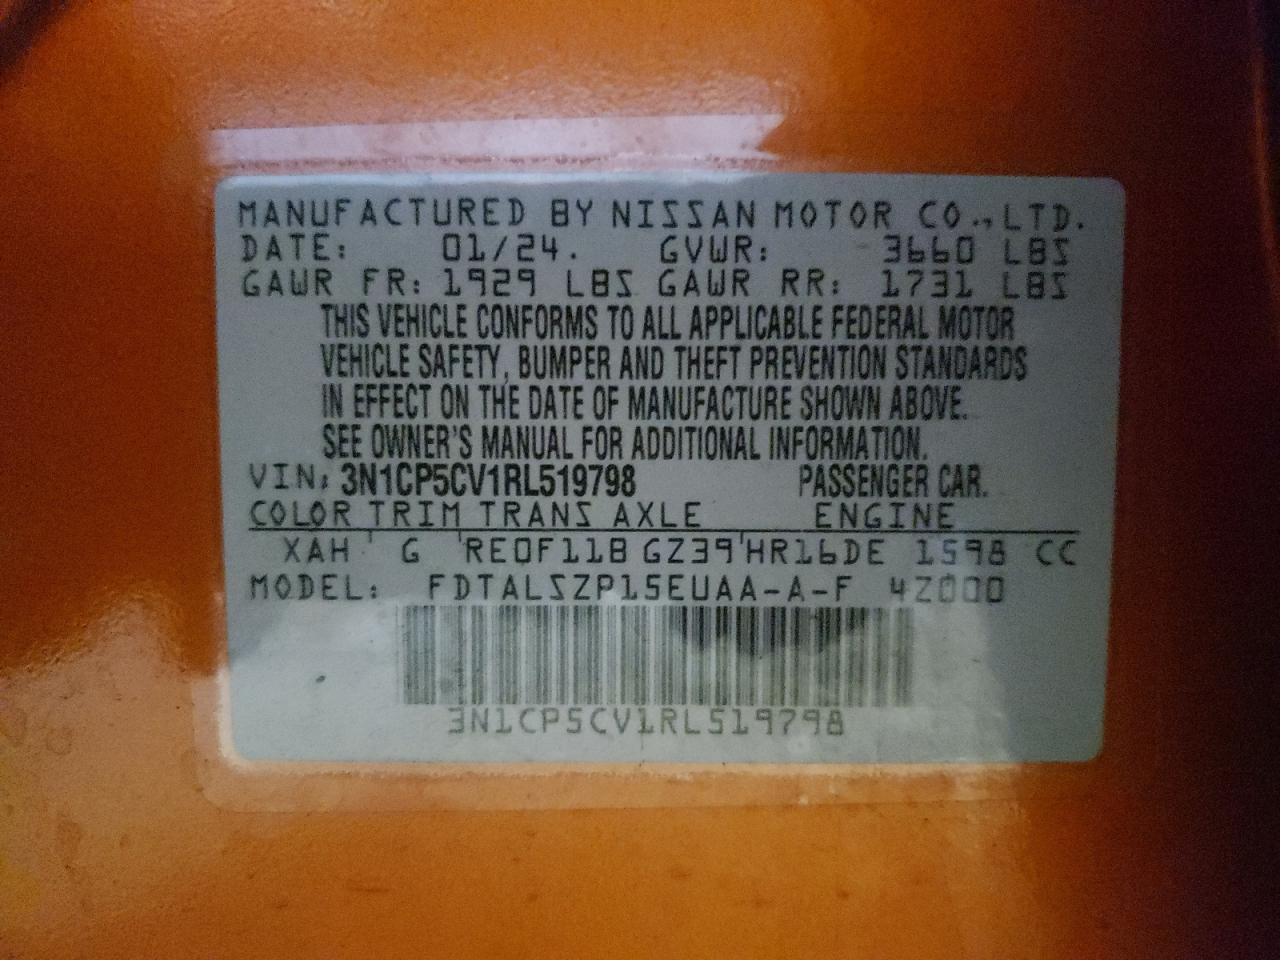 MANUFACTURED BY NISSAN MOTOR CO., LTD.
DATE: 01/24. GVWR: 3660 LBS
GAWR FR: 1929 LBS GAWR RR: 1731 LBS
THIS VEHICLE CONFORMS TO ALL APPLICABLE FEDERAL MOTOR
VEHICLE SAFETY, BUMPER AND THEFT PREVENTION STANDARDS
IN EFFECT ON THE DATE OF MANUFACTURE SHOWN ABOVE.
SEE OWNER'S MANUAL FOR ADDITIONAL INFORMATION.
VIN: 3N1CP5CV1RL519798 PASSENGER CAR.
COLOR TRIM TRANS AXLE ENGINE
XAH G RE0F11B GZ39 HR16DE 1598 CC
MODEL: FDTALSZP15EUAA-A-F 4Z000
3N1CP5CV1RL519798